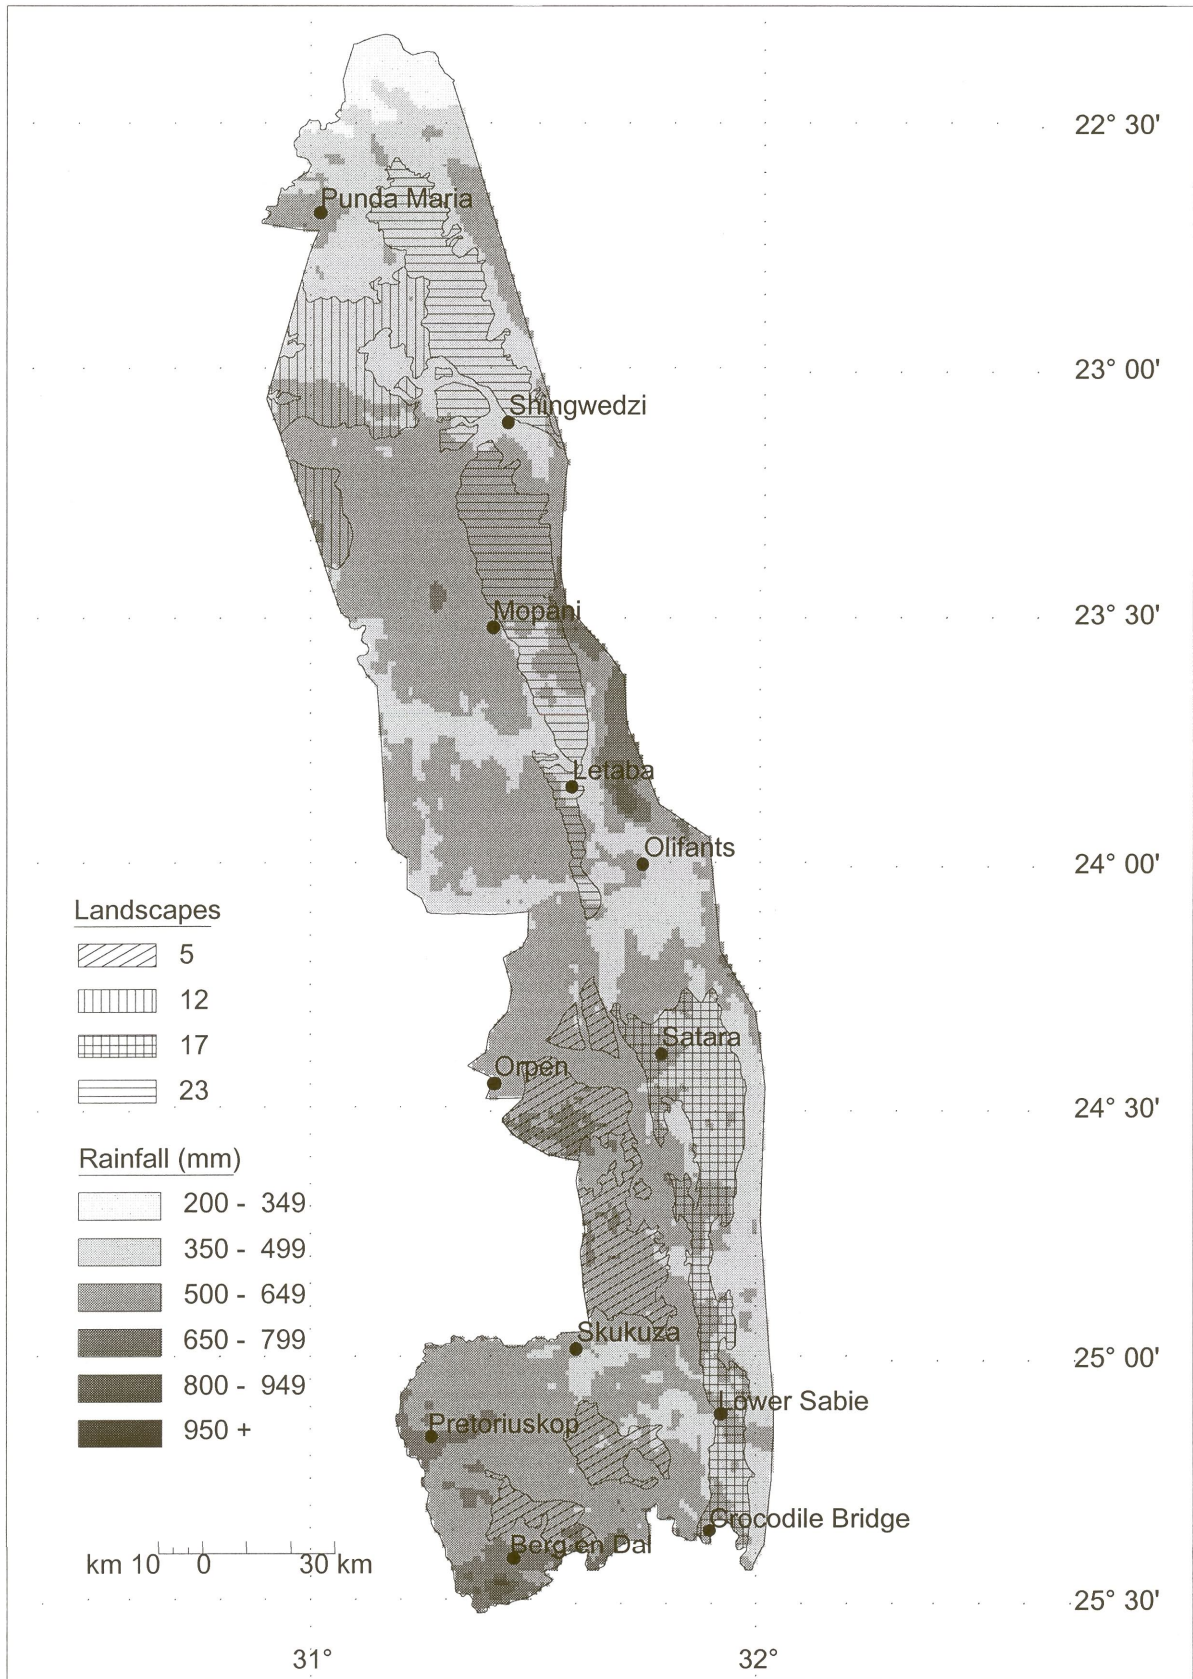 22° 30'
Punda Maria
23° 00'
Shingwedzi
Mopani
23° 30'
Letaba
Olifants
24° 00'
Landscapes
5
12
17
23
Satara
Orpen
24° 30'
Rainfall (mm)
200 - 349
350 - 499
500 - 649
650 - 799
800 - 949
950 +
Skukuza
25° 00'
Lower Sabie
Pretoriuskop
Crocodile Bridge
Berg en Dal
km 10 0 30 km
25° 30'
31° 32°